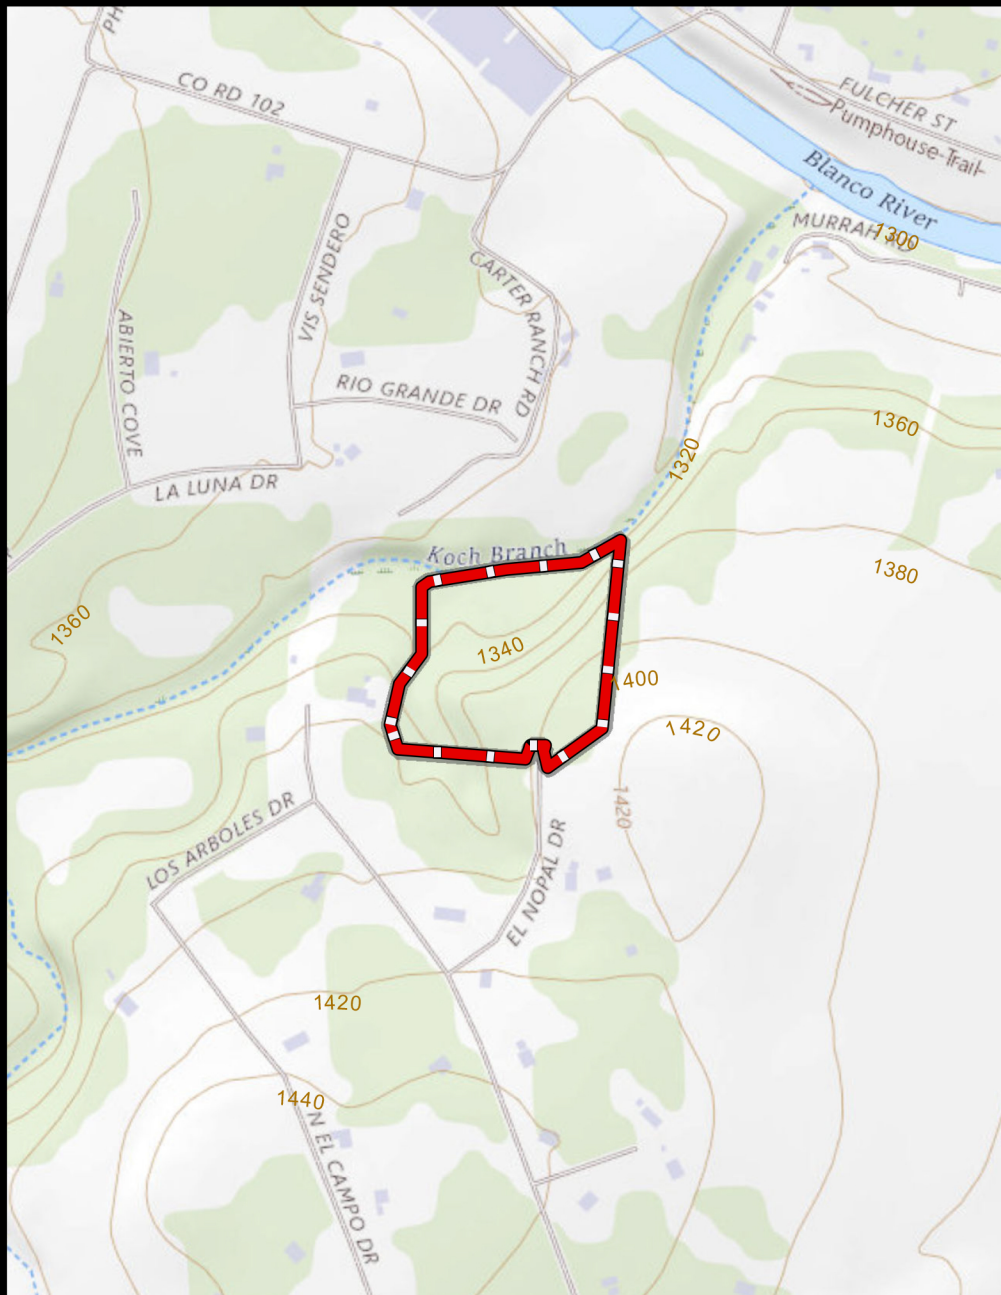 PH
CO RD 102
FULCHER ST
Pumphouse-Trail
Blanco River
MURRAH RD
1300
VIS SENDERO
CARTER RANCH RD
ABIERTO COVE
RIO GRANDE DR
1360
1320
LA LUNA DR
Koch Branch
1380
1360
1340
1400
1420
1420
LOS ARBOLES DR
EL NOPAL DR
1420
1440
N EL CAMPO DR